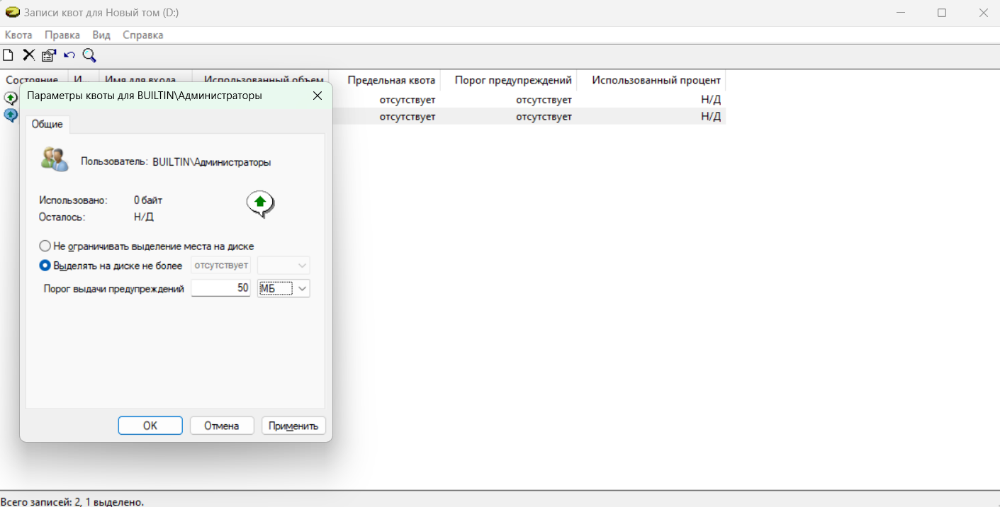 Записи квот для Новый том (D:)
Квота Правка Вид Справка
Состояние И... Имя для входа Использованный объем Предельная квота Порог предупреждений Использованный процент
отсутствует отсутствует Н/Д
отсутствует отсутствует Н/Д
Параметры квоты для BUILTIN\Администраторы
Общие
Пользователь: BUILTIN\Администраторы
Использовано: 0 байт
Осталось: Н/Д
Не ограничивать выделение места на диске
Выделять на диске не более отсутствует
Порог выдачи предупреждений 50 МБ
OK Отмена Применить
Всего записей: 2, 1 выделено.